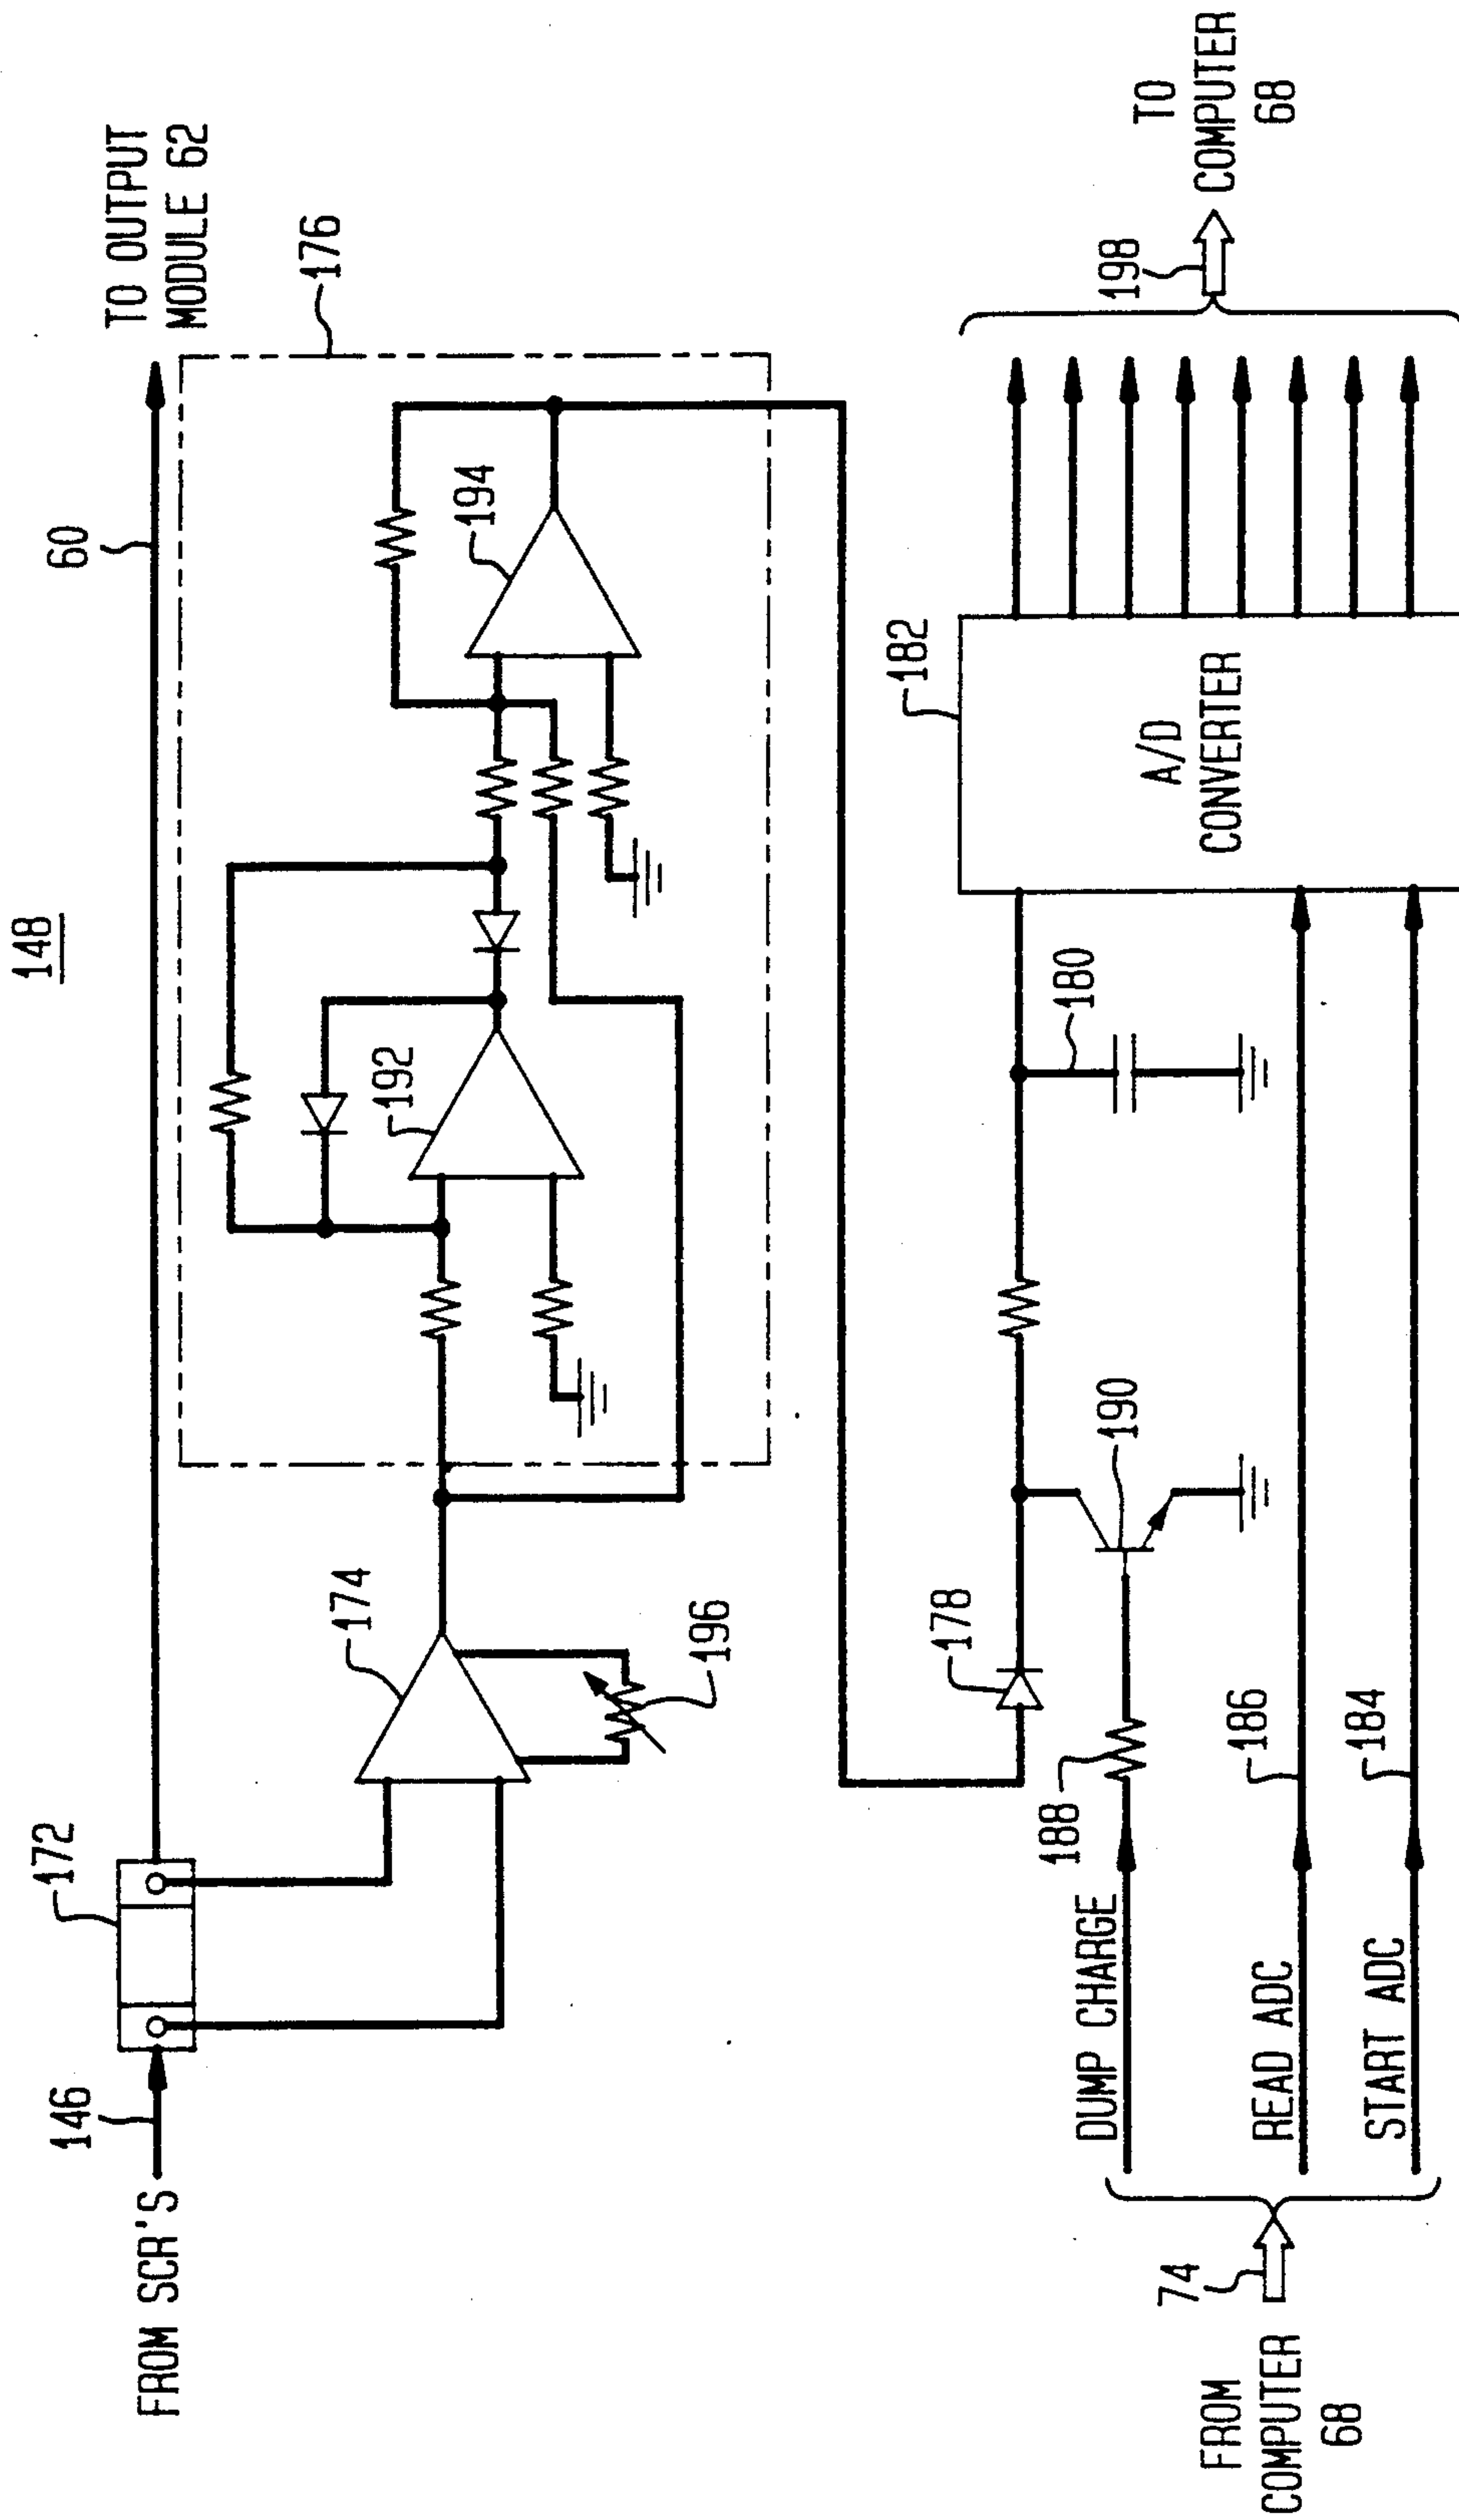 148
FROM SCR'S
146
172
60
TO OUTPUT
MODULE 62
176
174
196
192
194
178
188
190
180
182
A/D
CONVERTER
DUMP CHARGE
READ ADC
START ADC
186
184
74
FROM
COMPUTER
68
198
TO
COMPUTER
68